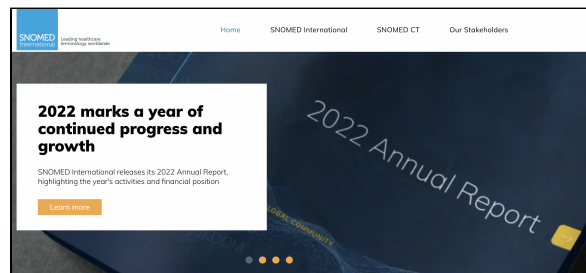 SNOMED
International
Leading healthcare
terminology, worldwide
Home
SNOMED International
SNOMED CT
Our Stakeholders
2022 marks a year of
continued progress and
growth
SNOMED International releases its 2022 Annual Report,
highlighting the year's activities and financial position
Learn more
2022 Annual Report
GLOBAL COMMUNITY